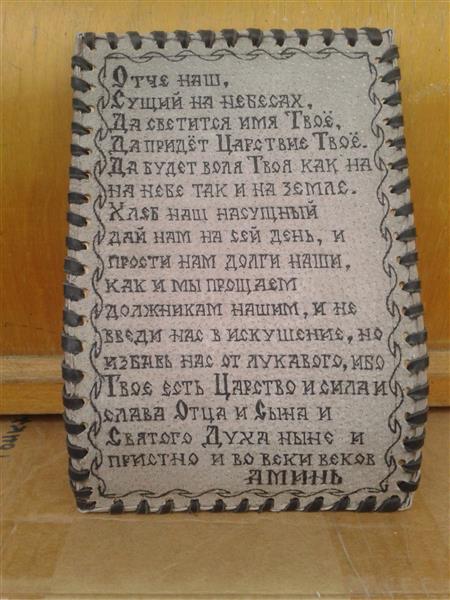 Отче наш,
Сущий на небесах,
Да светится имя Твоё,
Да придёт Царствие Твоё.
Да будет воля Твоя как на
на небе так и на земле.
Хлеб наш насущный
дай нам на сей день, и
прости нам долги наши,
как и мы прощаем
должникам нашим, и не
введи нас в искушение, но
избавь нас от лукавого, ибо
Твое есть Царство и сила и
слава Отца и Сына и
Святого Духа ныне и
пристно и во веки веков
аминь